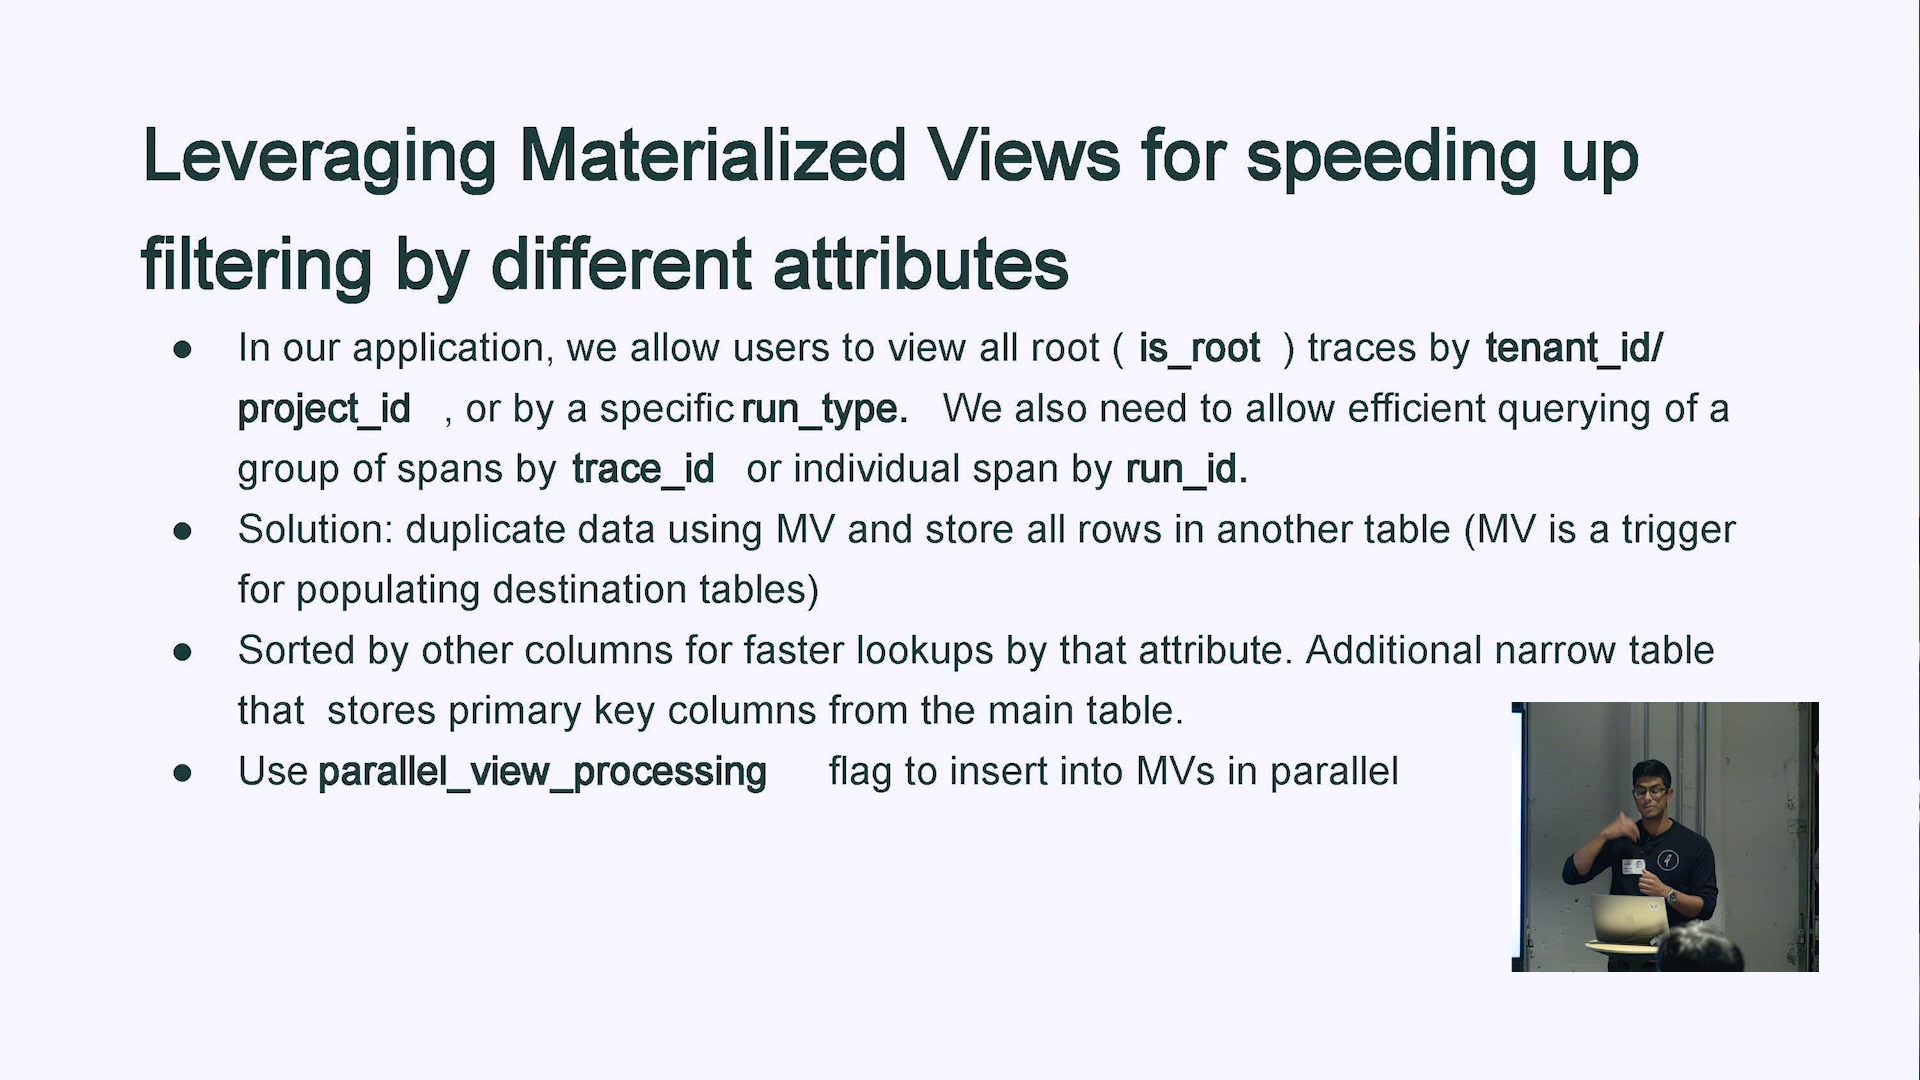 Leveraging Materialized Views for speeding up
filtering by different attributes
● In our application, we allow users to view all root ( is_root ) traces by tenant_id/
project_id , or by a specific run_type. We also need to allow efficient querying of a
group of spans by trace_id or individual span by run_id.
● Solution: duplicate data using MV and store all rows in another table (MV is a trigger
for populating destination tables)
● Sorted by other columns for faster lookups by that attribute. Additional narrow table
that stores primary key columns from the main table.
● Use parallel_view_processing flag to insert into MVs in parallel